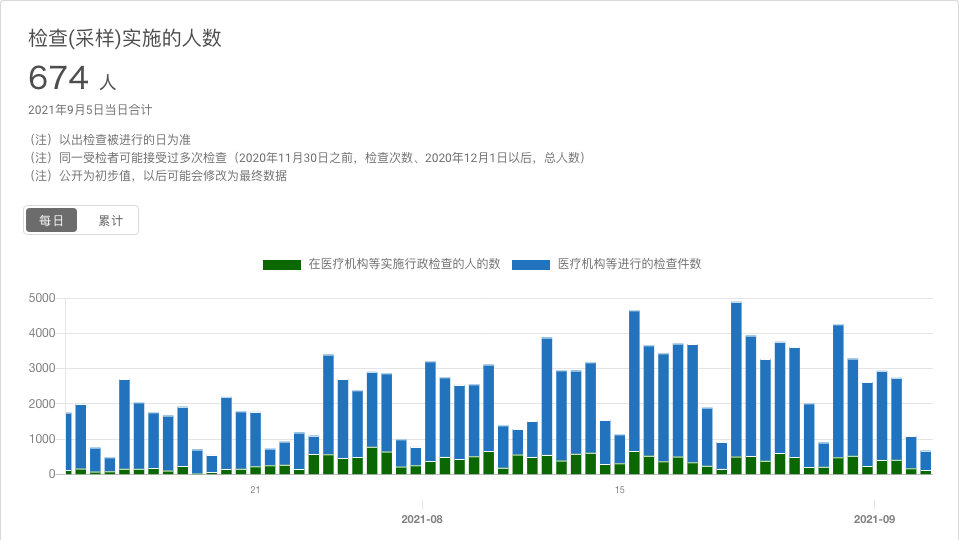 检查(采样)实施的人数
674 人
2021年9月5日当日合计
（注）以出检查被进行的日为准
（注）同一受检者可能接受过多次检查（2020年11月30日之前，检查次数、2020年12月1日以后，总人数）
（注）公开为初步值，以后可能会修改为最终数据
每日 累计
在医疗机构等实施行政检查的人的数 医疗机构等进行的检查件数
5000
4000
3000
2000
1000
0
21 15
2021-08 2021-09